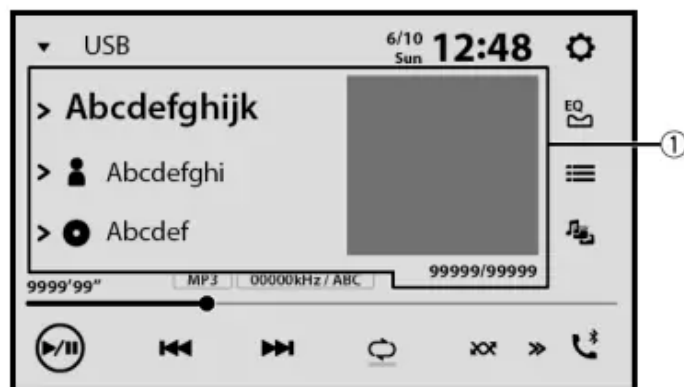 USB
6/10
Sun
12:48
EQ
Abcdefghijk
①
Abcdefghi
Abcdef
99999/99999
9999'99"
MP3
00000kHz / ABC